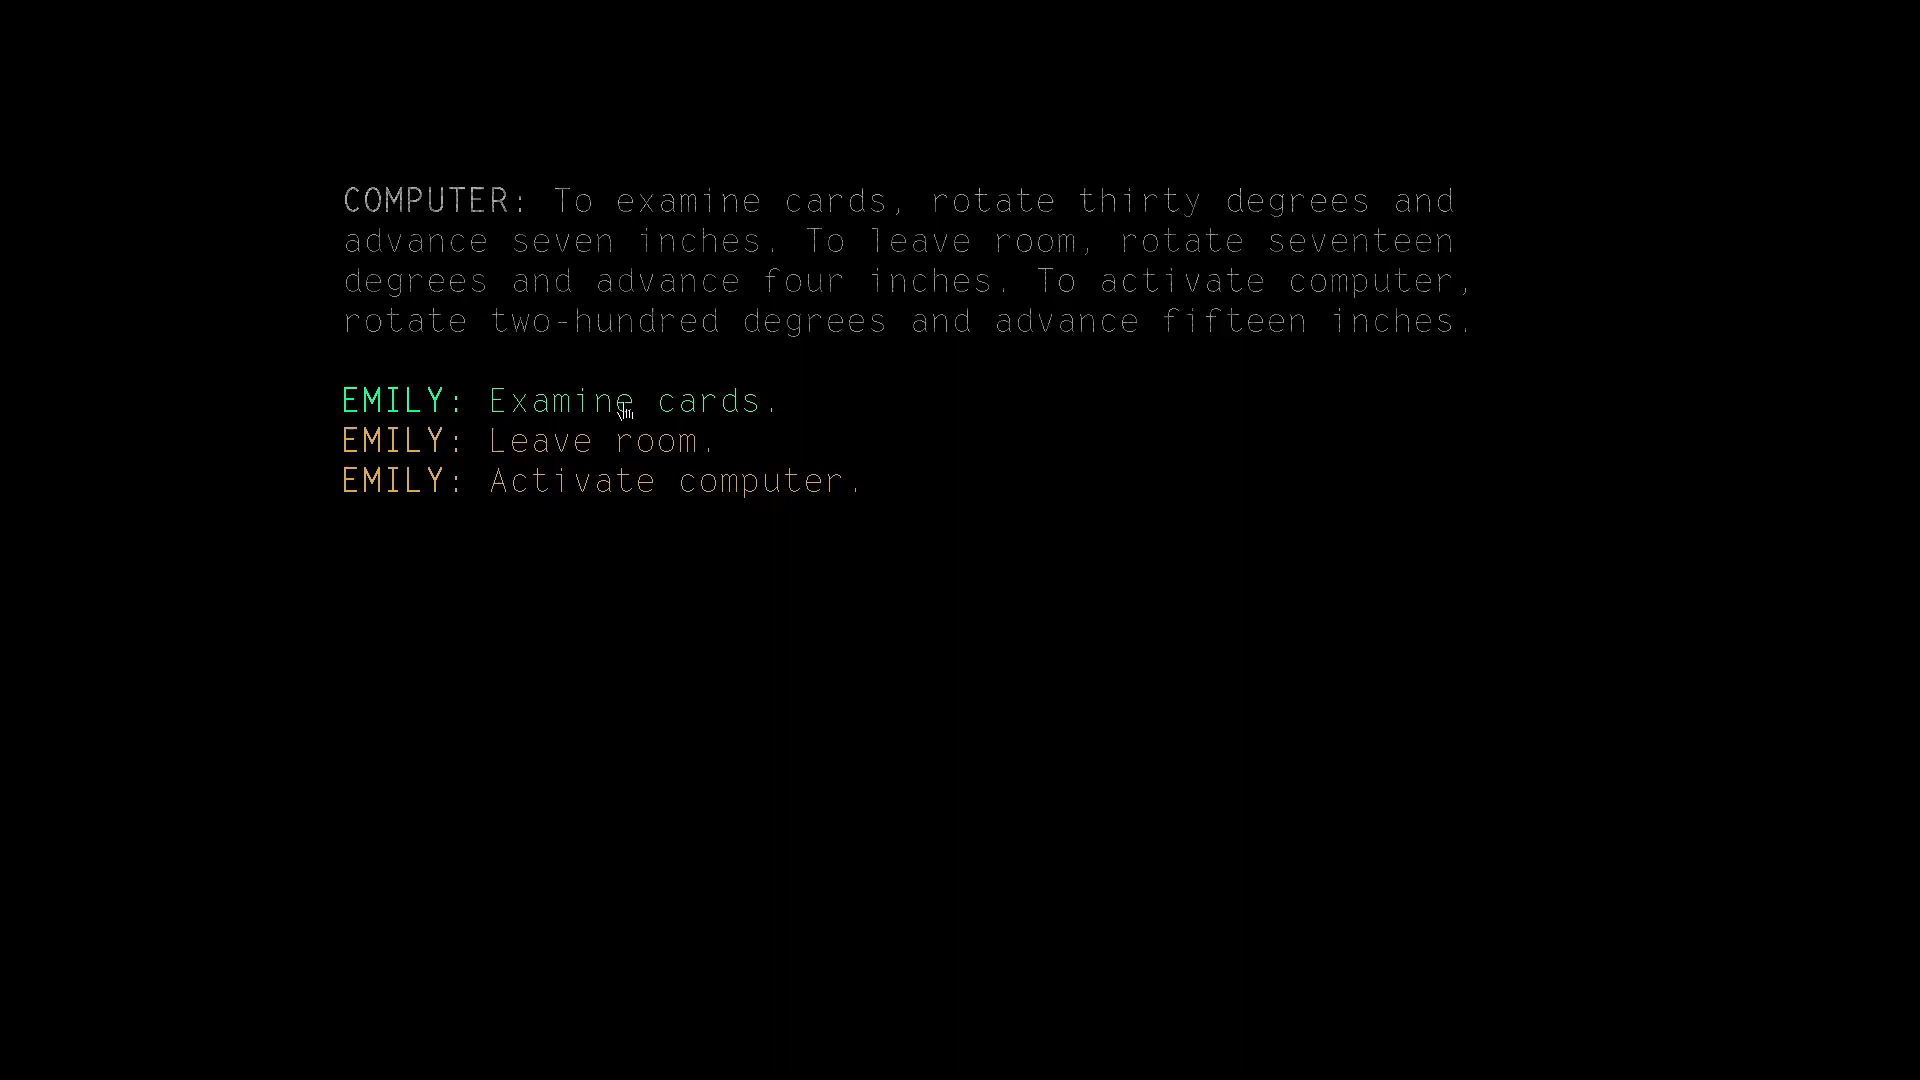 COMPUTER: To examine cards, rotate thirty degrees and
advance seven inches. To leave room, rotate seventeen
degrees and advance four inches. To activate computer,
rotate two-hundred degrees and advance fifteen inches.
EMILY: Examine cards.
EMILY: Leave room.
EMILY: Activate computer.